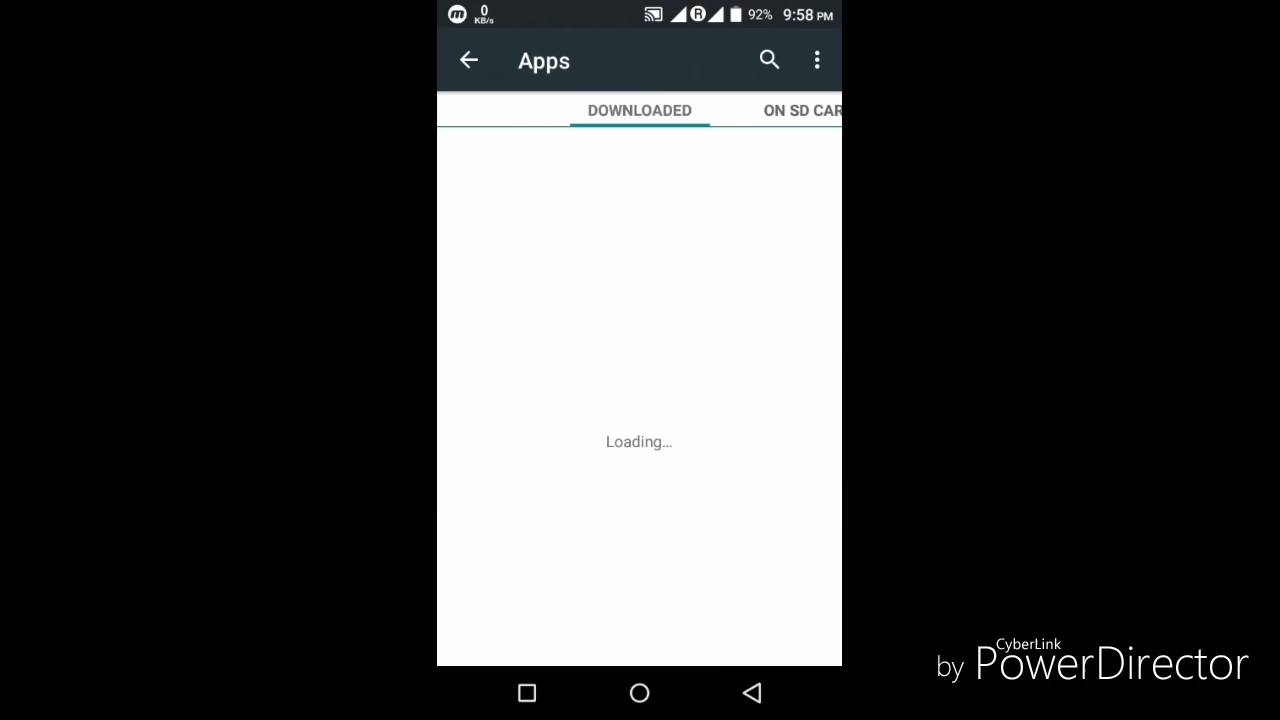 0
KB/s
R
92%
9:58 PM
Apps
DOWNLOADED
ON SD CAR
Loading...
CyberLink
by PowerDirector